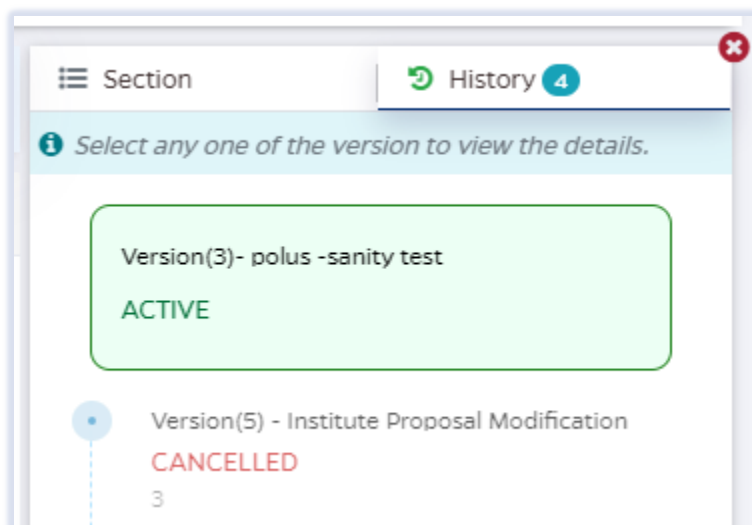 Section
History 4
Select any one of the version to view the details.
Version(3)- polus -sanity test
ACTIVE
Version(5) - Institute Proposal Modification
CANCELLED
3